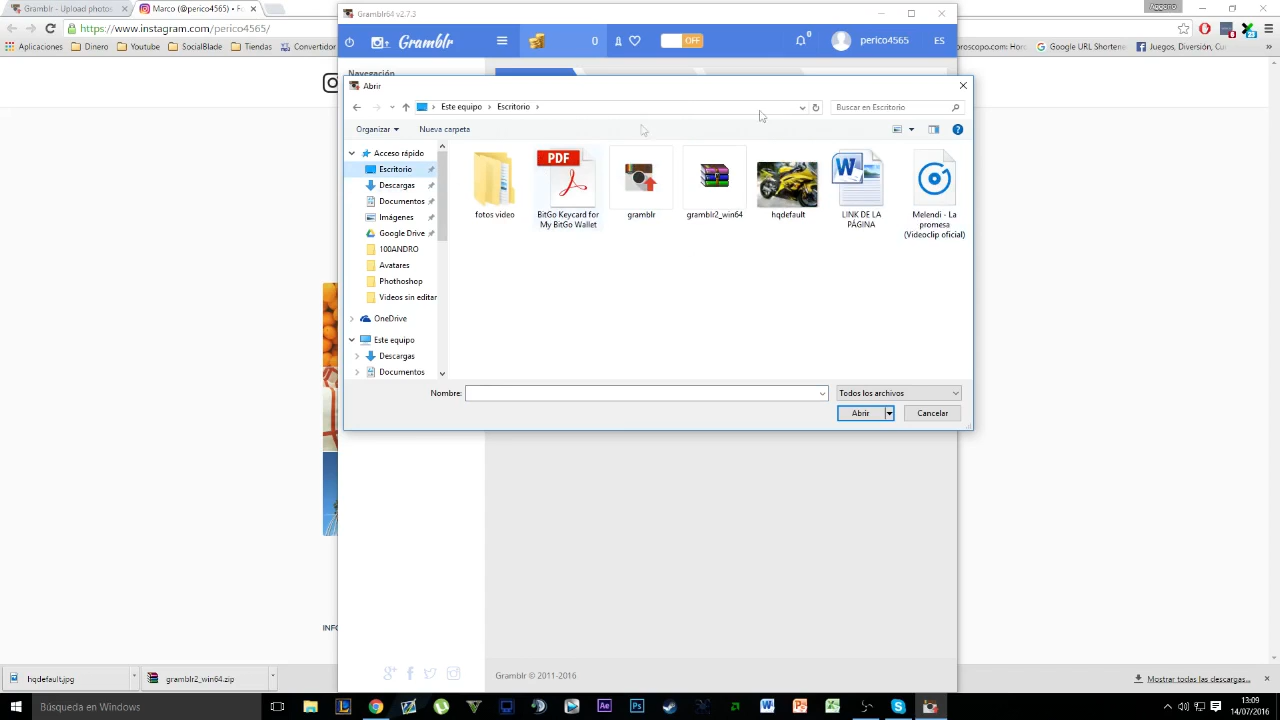 Gramblr - Upload photos
Marco (@perico4565)
https://www.instagram.com/perico4565/
Aplicaciones
Dinero
Youtube
SocialBlade
Tiendas
Convertidor
Google URL Shortene
Juegos, Diversión, Cur
Gramblr64 v2.7.3
Gramblr
0
OFF
0
perico4565
ES
Navegación
Abrir
Este equipo
Escritorio
Buscar en Escritorio
Organizar
Nueva carpeta
Acceso rápido
Escritorio
Descargas
Documentos
Imágenes
Google Drive
100ANDRO
Avatares
Phothoshop
Videos sin editar
OneDrive
Este equipo
Descargas
Documentos
fotos video
PDF
BitGo Keycard for
My BitGo Wallet
gramblr
gramblr2_win64
hqdefault
LINK DE LA
PÁGINA
Melendi - La
promesa
(Videoclip oficial)
Nombre:
Todos los archivos
Abrir
Cancelar
Gramblr © 2011-2016
hqdefault.jpg
gramblr2_win64.zip
Mostrar todas las descargas...
Búsqueda en Windows
13:09
14/07/2016